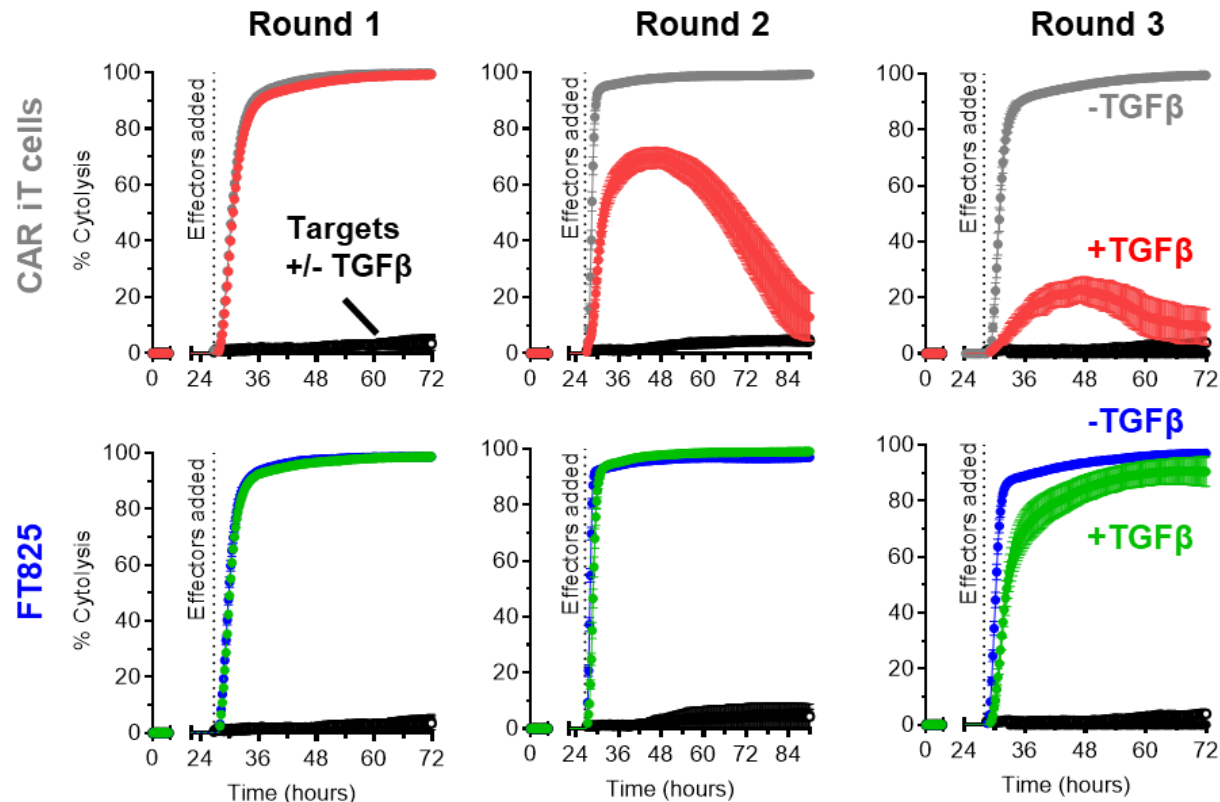 Round 1
Round 2
Round 3
CAR iT cells
% Cytolysis
100
80
60
40
20
0
Effectors added
Targets
+/- TGFβ
0 24 36 48 60 72
100
80
60
40
20
0
Effectors added
0 24 36 48 60 72 84
100
80
60
40
20
0
Effectors added
-TGFβ
+TGFβ
0 24 36 48 60 72
FT825
% Cytolysis
100
80
60
40
20
0
Effectors added
0 24 36 48 60 72
Time (hours)
100
80
60
40
20
0
Effectors added
0 24 36 48 60 72 84
Time (hours)
100
80
60
40
20
0
Effectors added
-TGFβ
+TGFβ
0 24 36 48 60 72
Time (hours)